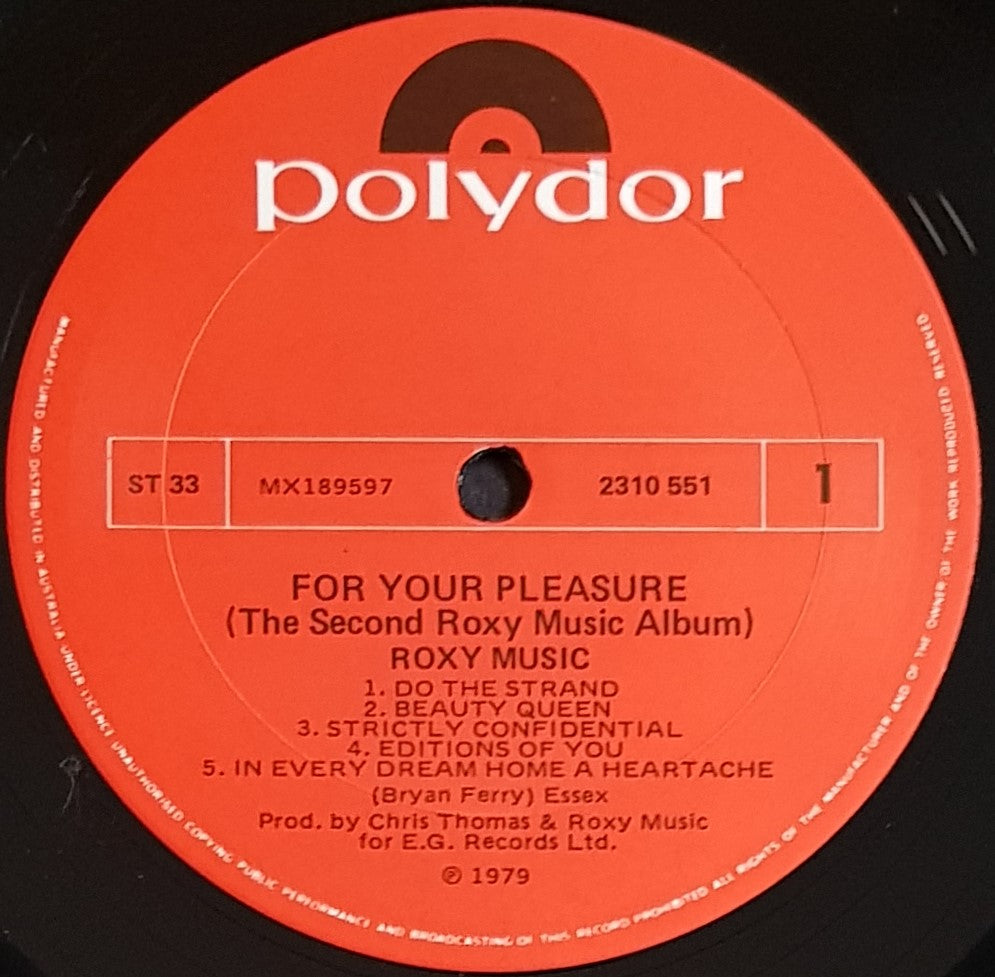 polydor
ST 33
MX189597
2310 551
1
FOR YOUR PLEASURE
(The Second Roxy Music Album)
ROXY MUSIC
1. DO THE STRAND
2. BEAUTY QUEEN
3. STRICTLY CONFIDENTIAL
4. EDITIONS OF YOU
5. IN EVERY DREAM HOME A HEARTACHE
(Bryan Ferry) Essex
Prod. by Chris Thomas & Roxy Music
for E.G. Records Ltd.
℗ 1979
MANUFACTURED AND DISTRIBUTED IN AUSTRALIA UNDER LICENCE UNAUTHORISED COPYING PUBLIC PERFORMANCE AND BROADCASTING OF THIS RECORD PROHIBITED ALL RIGHTS OF THE MANUFACTURER AND OF THE OWNER OF THE WORK REPRODUCED RESERVED